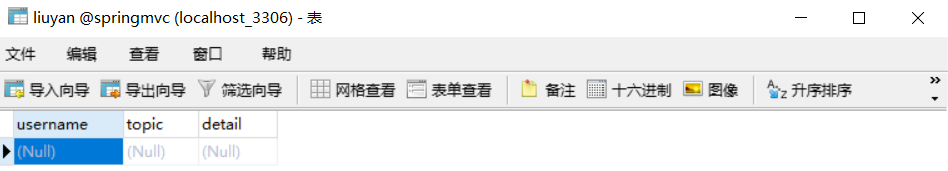 liuyan @springmvc (localhost_3306) - 表
文件 编辑 查看 窗口 帮助
导入向导 导出向导 筛选向导 网格查看 表单查看 备注 十六进制 图像 升序排序
username topic detail
(Null) (Null) (Null)